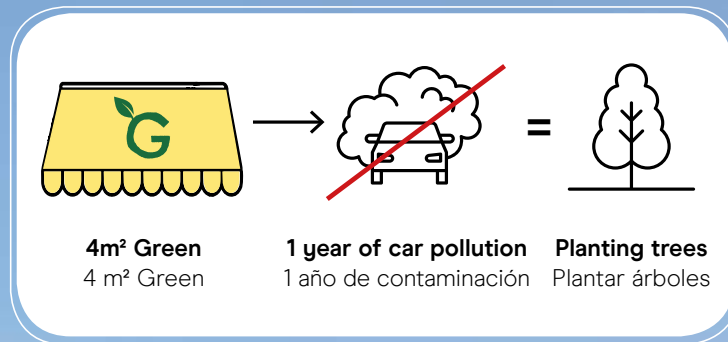 G
4m² Green
4 m² Green
1 year of car pollution
1 año de contaminación
=
Planting trees
Plantar árboles